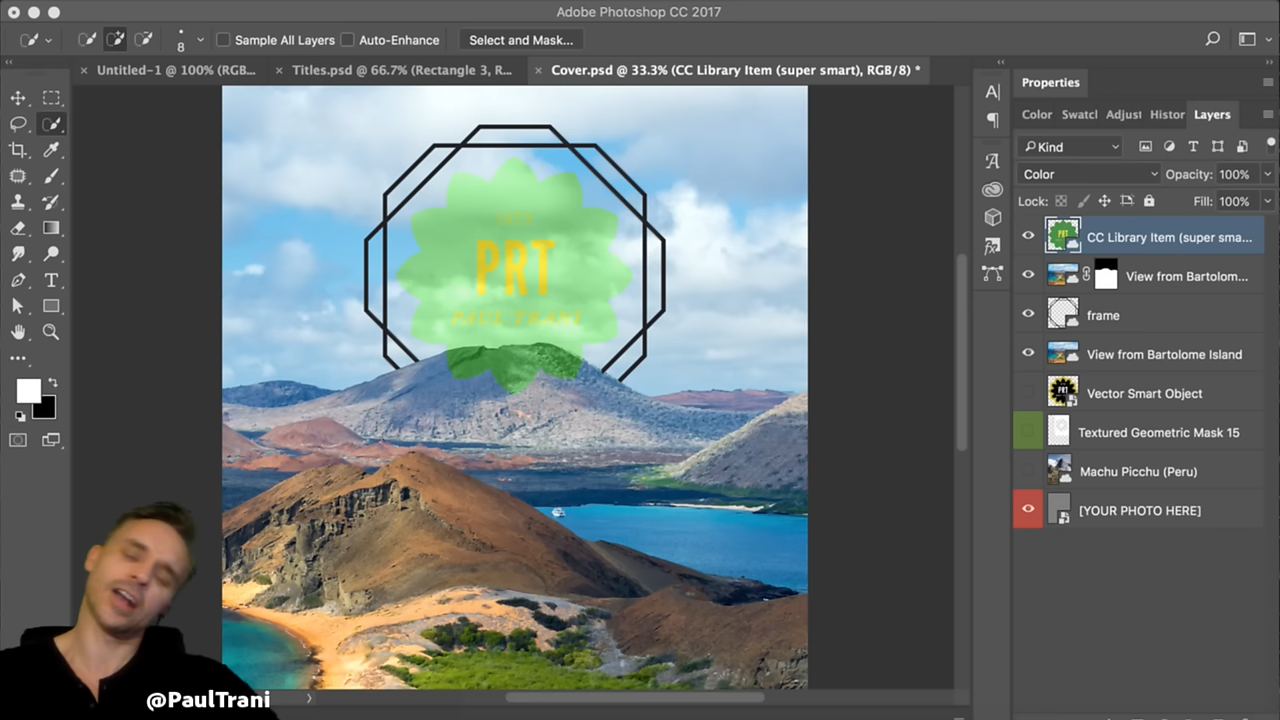 Adobe Photoshop CC 2017
8
Sample All Layers
Auto-Enhance
Select and Mask...
Untitled-1 @ 100% (RGB...
Titles.psd @ 66.7% (Rectangle 3, R...
Cover.psd @ 33.3% (CC Library Item (super smart), RGB/8) *
Properties
Color
Swatcl
Adjust
Histor
Layers
Kind
Color
Opacity: 100%
Lock:
Fill: 100%
CC Library Item (super sma...
View from Bartolom...
frame
View from Bartolome Island
Vector Smart Object
Textured Geometric Mask 15
Machu Picchu (Peru)
[YOUR PHOTO HERE]
PRT
PAUL TRANI
@PaulTrani